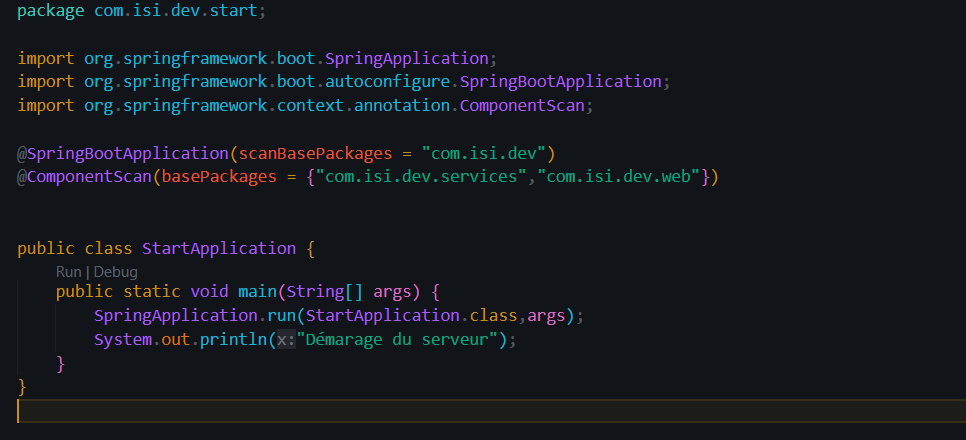 package com.isi.dev.start;
import org.springframework.boot.SpringApplication;
import org.springframework.boot.autoconfigure.SpringBootApplication;
import org.springframework.context.annotation.ComponentScan;
@SpringBootApplication(scanBasePackages = "com.isi.dev")
@ComponentScan(basePackages = {"com.isi.dev.services","com.isi.dev.web"})
public class StartApplication {
Run | Debug
public static void main(String[] args) {
SpringApplication.run(StartApplication.class,args);
System.out.println(x:"Démarage du serveur");
}
}